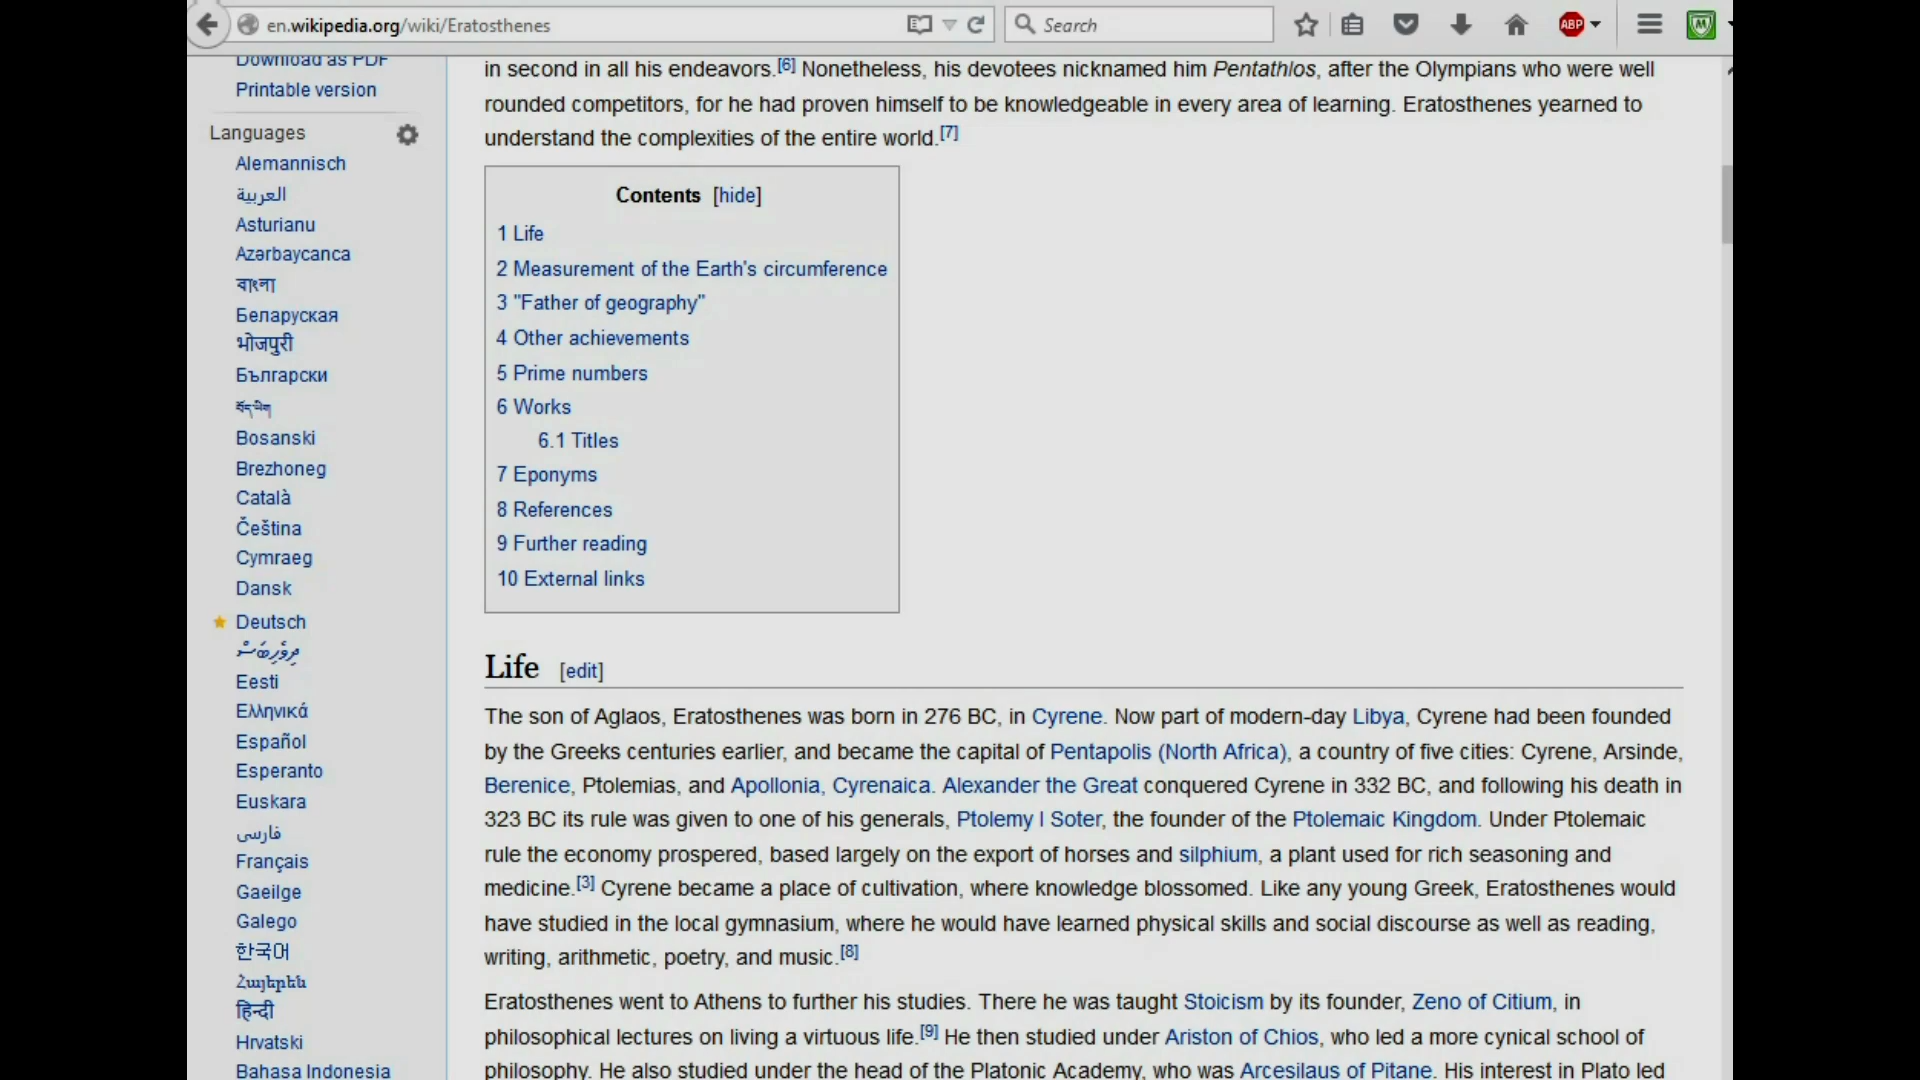 en.wikipedia.org/wiki/Eratosthenes
Search
ABP
Download as PDF
Printable version
Languages
Alemannisch
العربية
Asturianu
Azərbaycanca
বাংলা
Беларуская
भोजपुरी
Български
བོད་ཡིག
Bosanski
Brezhoneg
Català
Čeština
Cymraeg
Dansk
Deutsch
ދިވެހިބަސް
Eesti
Ελληνικά
Español
Esperanto
Euskara
فارسی
Français
Gaeilge
Galego
한국어
Հայերեն
हिन्दी
Hrvatski
Bahasa Indonesia
in second in all his endeavors.[6] Nonetheless, his devotees nicknamed him Pentathlos, after the Olympians who were well
rounded competitors, for he had proven himself to be knowledgeable in every area of learning. Eratosthenes yearned to
understand the complexities of the entire world.[7]
Contents [hide]
1 Life
2 Measurement of the Earth's circumference
3 "Father of geography"
4 Other achievements
5 Prime numbers
6 Works
6.1 Titles
7 Eponyms
8 References
9 Further reading
10 External links
Life [edit]
The son of Aglaos, Eratosthenes was born in 276 BC, in Cyrene. Now part of modern-day Libya, Cyrene had been founded
by the Greeks centuries earlier, and became the capital of Pentapolis (North Africa), a country of five cities: Cyrene, Arsinde,
Berenice, Ptolemias, and Apollonia, Cyrenaica. Alexander the Great conquered Cyrene in 332 BC, and following his death in
323 BC its rule was given to one of his generals, Ptolemy I Soter, the founder of the Ptolemaic Kingdom. Under Ptolemaic
rule the economy prospered, based largely on the export of horses and silphium, a plant used for rich seasoning and
medicine.[3] Cyrene became a place of cultivation, where knowledge blossomed. Like any young Greek, Eratosthenes would
have studied in the local gymnasium, where he would have learned physical skills and social discourse as well as reading,
writing, arithmetic, poetry, and music.[8]
Eratosthenes went to Athens to further his studies. There he was taught Stoicism by its founder, Zeno of Citium, in
philosophical lectures on living a virtuous life.[9] He then studied under Ariston of Chios, who led a more cynical school of
philosophy. He also studied under the head of the Platonic Academy, who was Arcesilaus of Pitane. His interest in Plato led